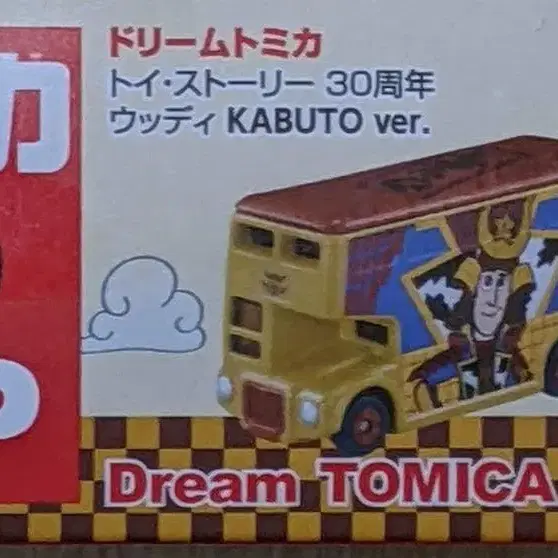 ドリームトミカ
トイ・ストーリー 30周年
ウッディ KABUTO ver.
カ
Dream TOMICA